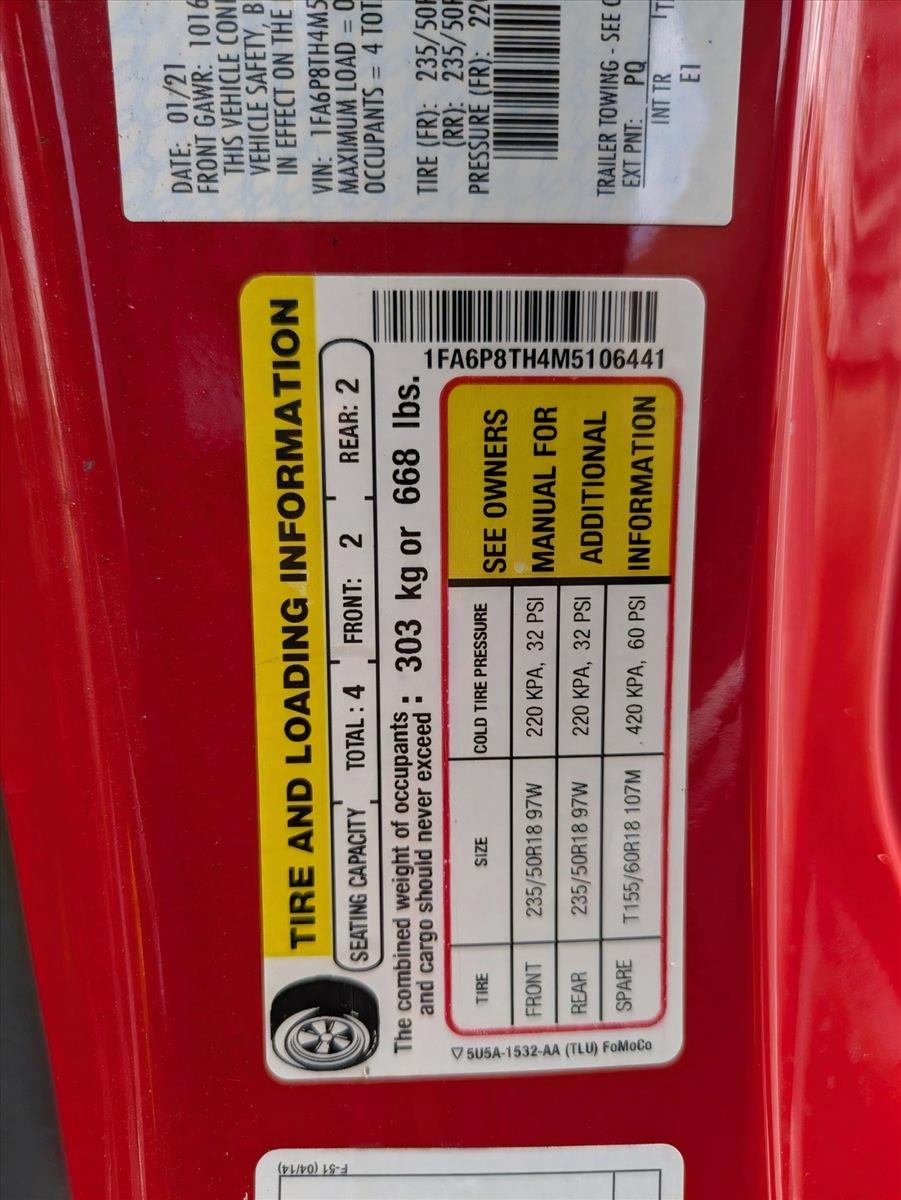 DATE: 01/21
FRONT GAWR: 1016
THIS VEHICLE CON
VEHICLE SAFETY, B
IN EFFECT ON THE
VIN: 1FA6P8TH4M5
MAXIMUM LOAD = 0
OCCUPANTS = 4 TOT
TIRE (FR): 235/50R
(RR): 235/50R
PRESSURE (FR): 220
TRAILER TOWING - SEE O
EXT PNT: PQ
INT TR
E1
TIRE AND LOADING INFORMATION
SEATING CAPACITY TOTAL : 4 FRONT: 2 REAR: 2
The combined weight of occupants
and cargo should never exceed : 303 kg or 668 lbs.
1FA6P8TH4M5106441
TIRE SIZE COLD TIRE PRESSURE
FRONT 235/50R18 97W 220 KPA, 32 PSI
REAR 235/50R18 97W 220 KPA, 32 PSI
SPARE T155/60R18 107M 420 KPA, 60 PSI
SEE OWNERS
MANUAL FOR
ADDITIONAL
INFORMATION
5U5A-1532-AA (TLU) FoMoCo
F-51 (04/14)